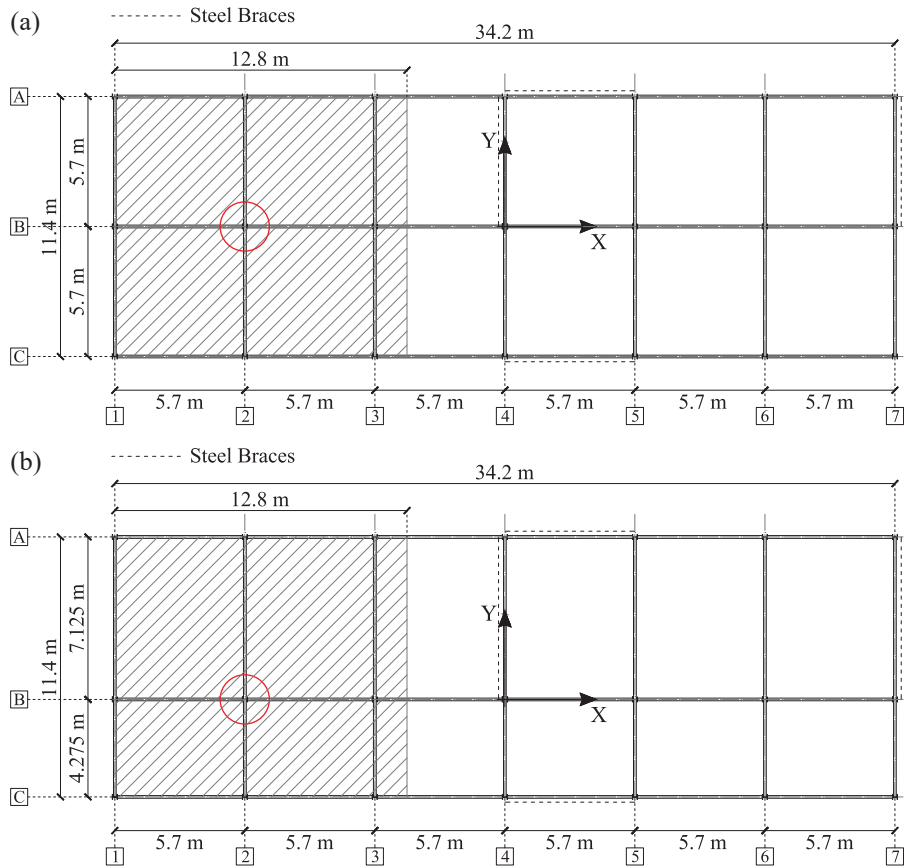 (a)
Steel Braces
34.2 m
12.8 m
A
5.7 m
11.4 m
Y
B
X
5.7 m
C
5.7 m 5.7 m 5.7 m 5.7 m 5.7 m 5.7 m
1 2 3 4 5 6 7
(b)
Steel Braces
34.2 m
12.8 m
A
7.125 m
11.4 m
Y
B
X
4.275 m
C
5.7 m 5.7 m 5.7 m 5.7 m 5.7 m 5.7 m
1 2 3 4 5 6 7